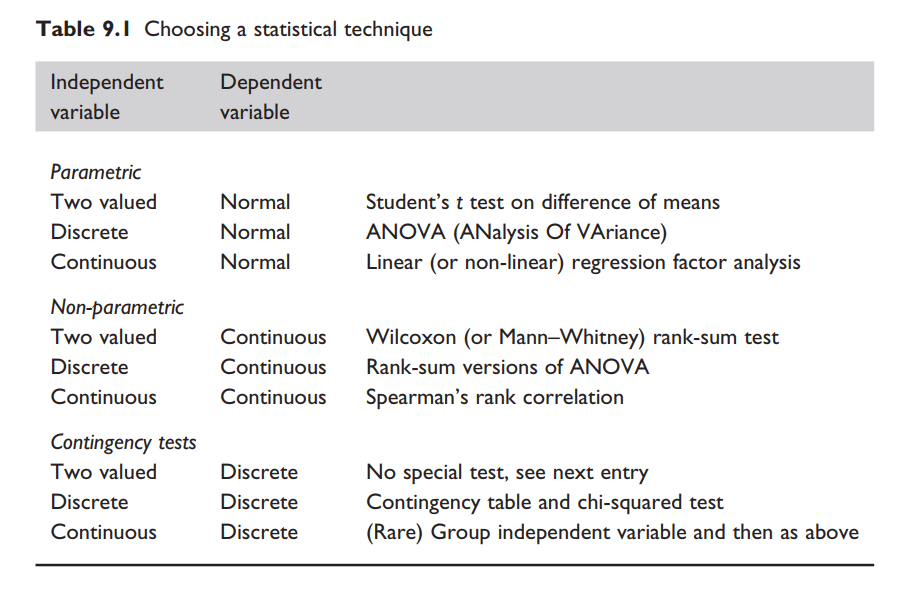 Table 9.1 Choosing a statistical technique
Independent variable Dependent variable
Parametric
Two valued Normal Student's t test on difference of means
Discrete Normal ANOVA (ANalysis Of VAriance)
Continuous Normal Linear (or non-linear) regression factor analysis
Non-parametric
Two valued Continuous Wilcoxon (or Mann–Whitney) rank-sum test
Discrete Continuous Rank-sum versions of ANOVA
Continuous Continuous Spearman's rank correlation
Contingency tests
Two valued Discrete No special test, see next entry
Discrete Discrete Contingency table and chi-squared test
Continuous Discrete (Rare) Group independent variable and then as above